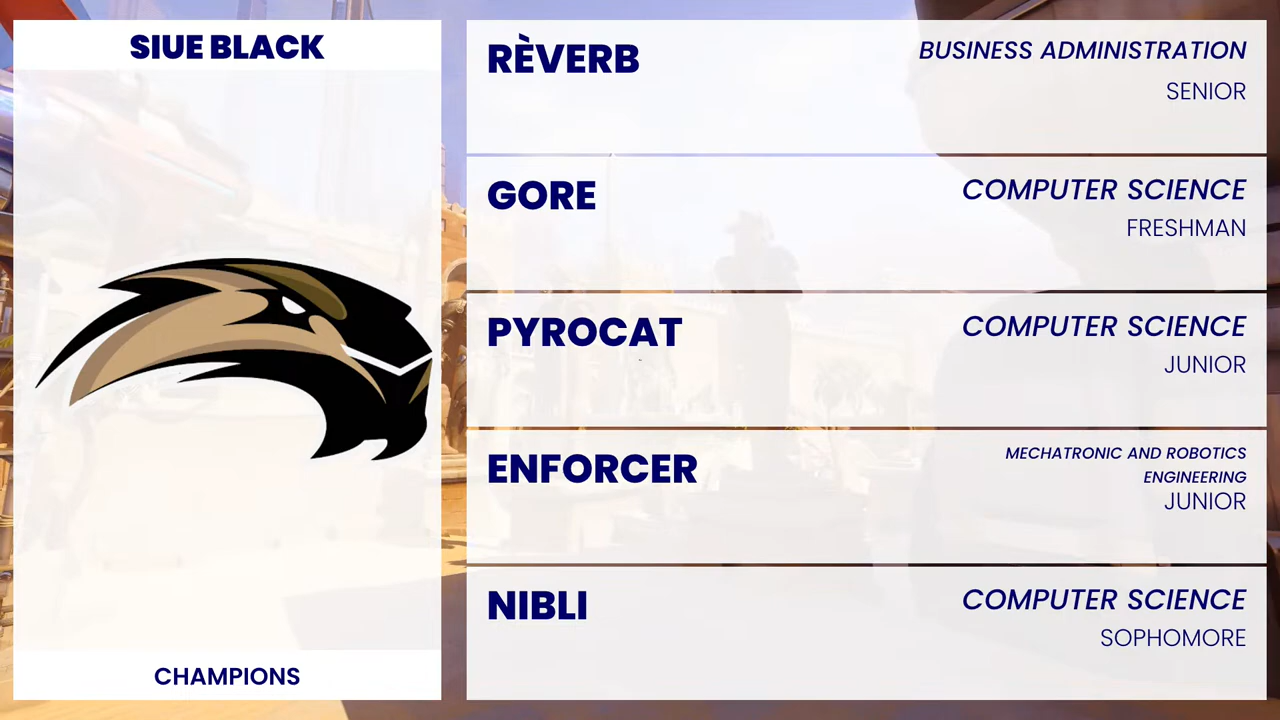 SIUE BLACK
CHAMPIONS
RÈVERB
BUSINESS ADMINISTRATION
SENIOR
GORE
COMPUTER SCIENCE
FRESHMAN
PYROCAT
COMPUTER SCIENCE
JUNIOR
ENFORCER
MECHATRONIC AND ROBOTICS
ENGINEERING
JUNIOR
NIBLI
COMPUTER SCIENCE
SOPHOMORE